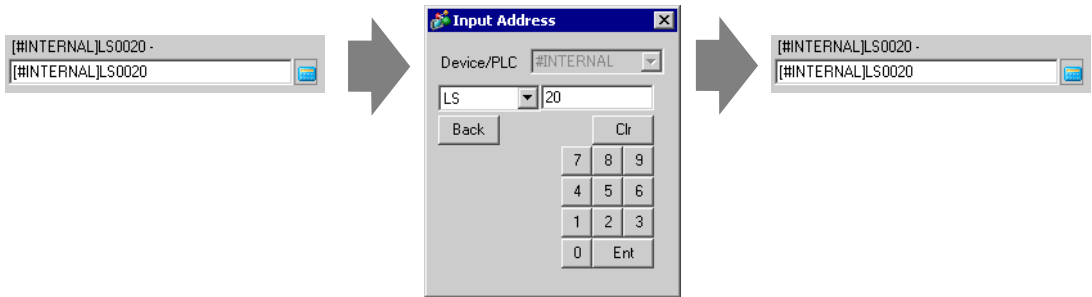 [#INTERNAL]LS0020 -
[#INTERNAL]LS0020
Input Address
Device/PLC #INTERNAL
LS 20
Back Clr
7 8 9
4 5 6
1 2 3
0 Ent
[#INTERNAL]LS0020 -
[#INTERNAL]LS0020